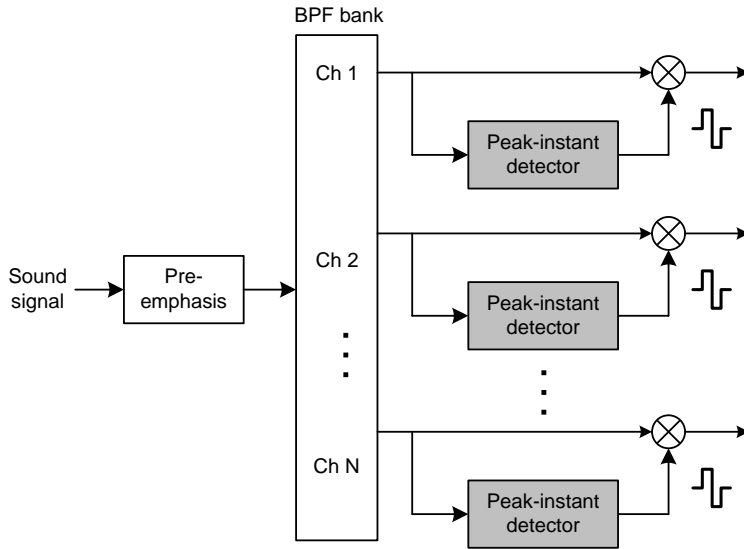 BPF bank
Ch 1
Peak-instant
detector
Ch 2
Sound
signal
Pre-
emphasis
Peak-instant
detector
Ch N
Peak-instant
detector